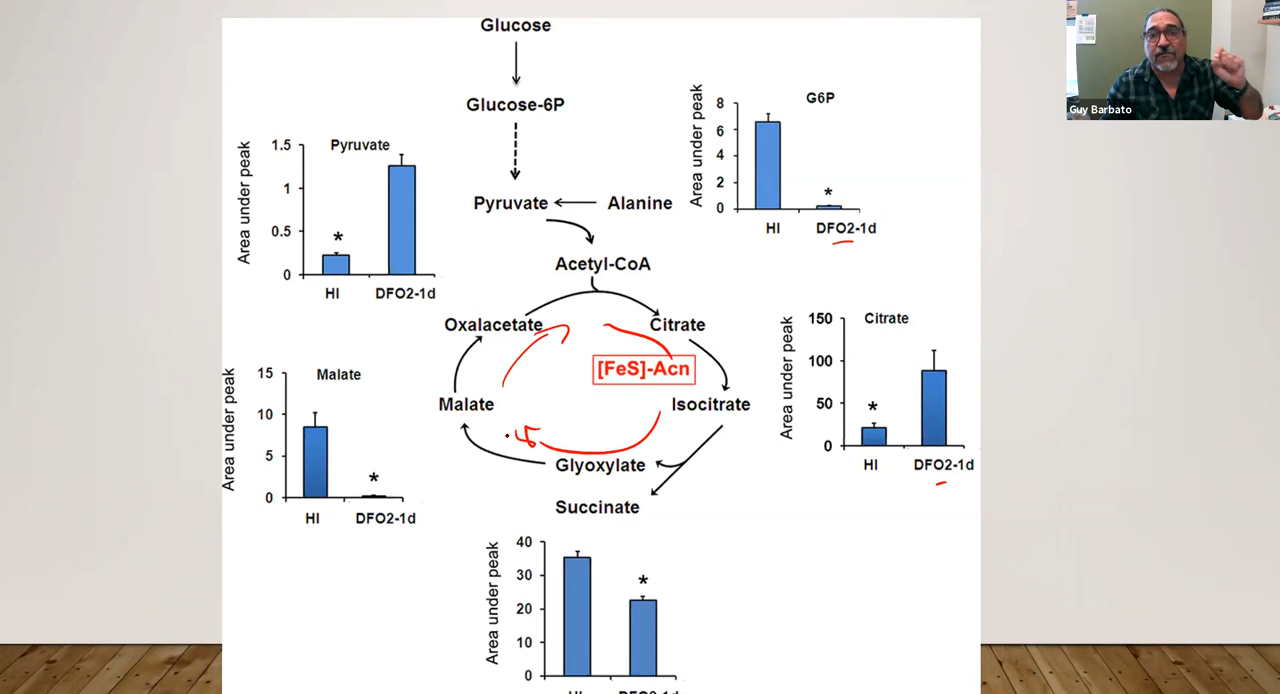 Glucose
Glucose-6P
Pyruvate
Alanine
Acetyl-CoA
Oxalacetate
Citrate
[FeS]-Acn
Malate
Isocitrate
Glyoxylate
Succinate
Pyruvate
Area under peak
1.5
1
0.5
0
*
HI
DFO2-1d
G6P
Area under peak
8
6
4
2
0
*
HI
DFO2-1d
Malate
Area under peak
15
10
5
0
*
HI
DFO2-1d
Citrate
Area under peak
150
100
50
0
*
HI
DFO2-1d
Area under peak
40
30
20
10
0
*
HI
DFO2-1d
Guy Barbato